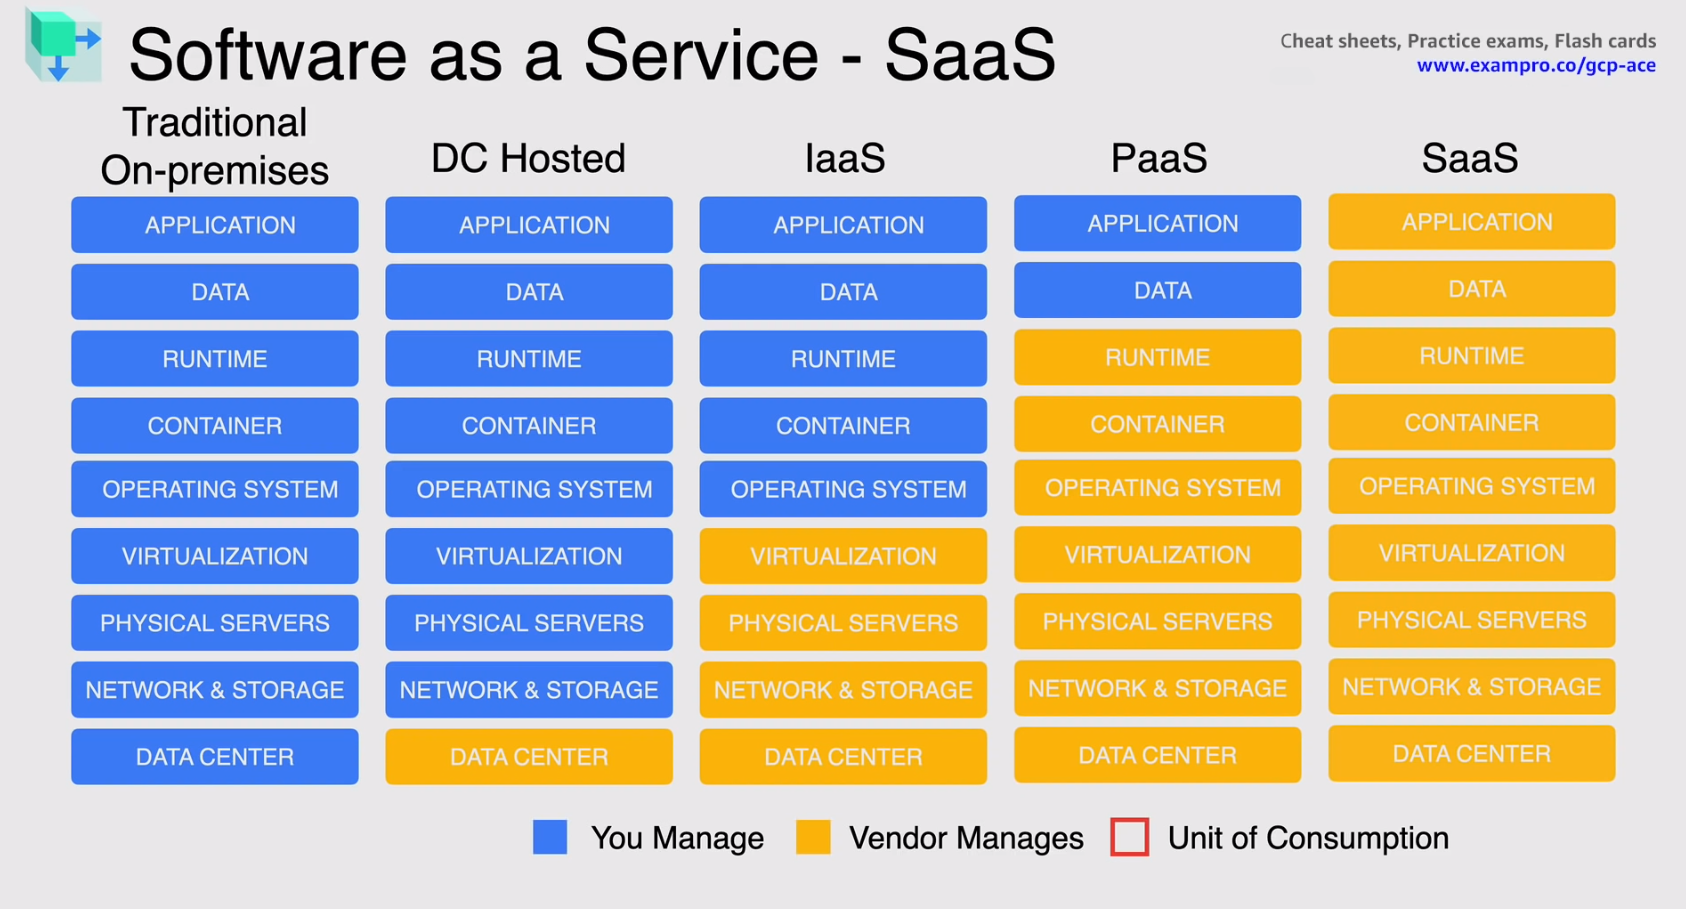 Software as a Service - SaaS
Cheat sheets, Practice exams, Flash cards
www.exampro.co/gcp-ace
Traditional
On-premises
APPLICATION
DATA
RUNTIME
CONTAINER
OPERATING SYSTEM
VIRTUALIZATION
PHYSICAL SERVERS
NETWORK & STORAGE
DATA CENTER
DC Hosted
APPLICATION
DATA
RUNTIME
CONTAINER
OPERATING SYSTEM
VIRTUALIZATION
PHYSICAL SERVERS
NETWORK & STORAGE
DATA CENTER
IaaS
APPLICATION
DATA
RUNTIME
CONTAINER
OPERATING SYSTEM
VIRTUALIZATION
PHYSICAL SERVERS
NETWORK & STORAGE
DATA CENTER
PaaS
APPLICATION
DATA
RUNTIME
CONTAINER
OPERATING SYSTEM
VIRTUALIZATION
PHYSICAL SERVERS
NETWORK & STORAGE
DATA CENTER
SaaS
APPLICATION
DATA
RUNTIME
CONTAINER
OPERATING SYSTEM
VIRTUALIZATION
PHYSICAL SERVERS
NETWORK & STORAGE
DATA CENTER
You Manage
Vendor Manages
Unit of Consumption